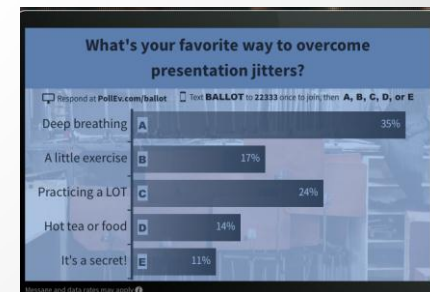 What's your favorite way to overcome
presentation jitters?
Respond at PollEv.com/ballot Text BALLOT to 22333 once to join, then A, B, C, D, or E
Deep breathing A 35%
A little exercise B 17%
Practicing a LOT C 24%
Hot tea or food D 14%
It's a secret! E 11%
Message and data rates may apply